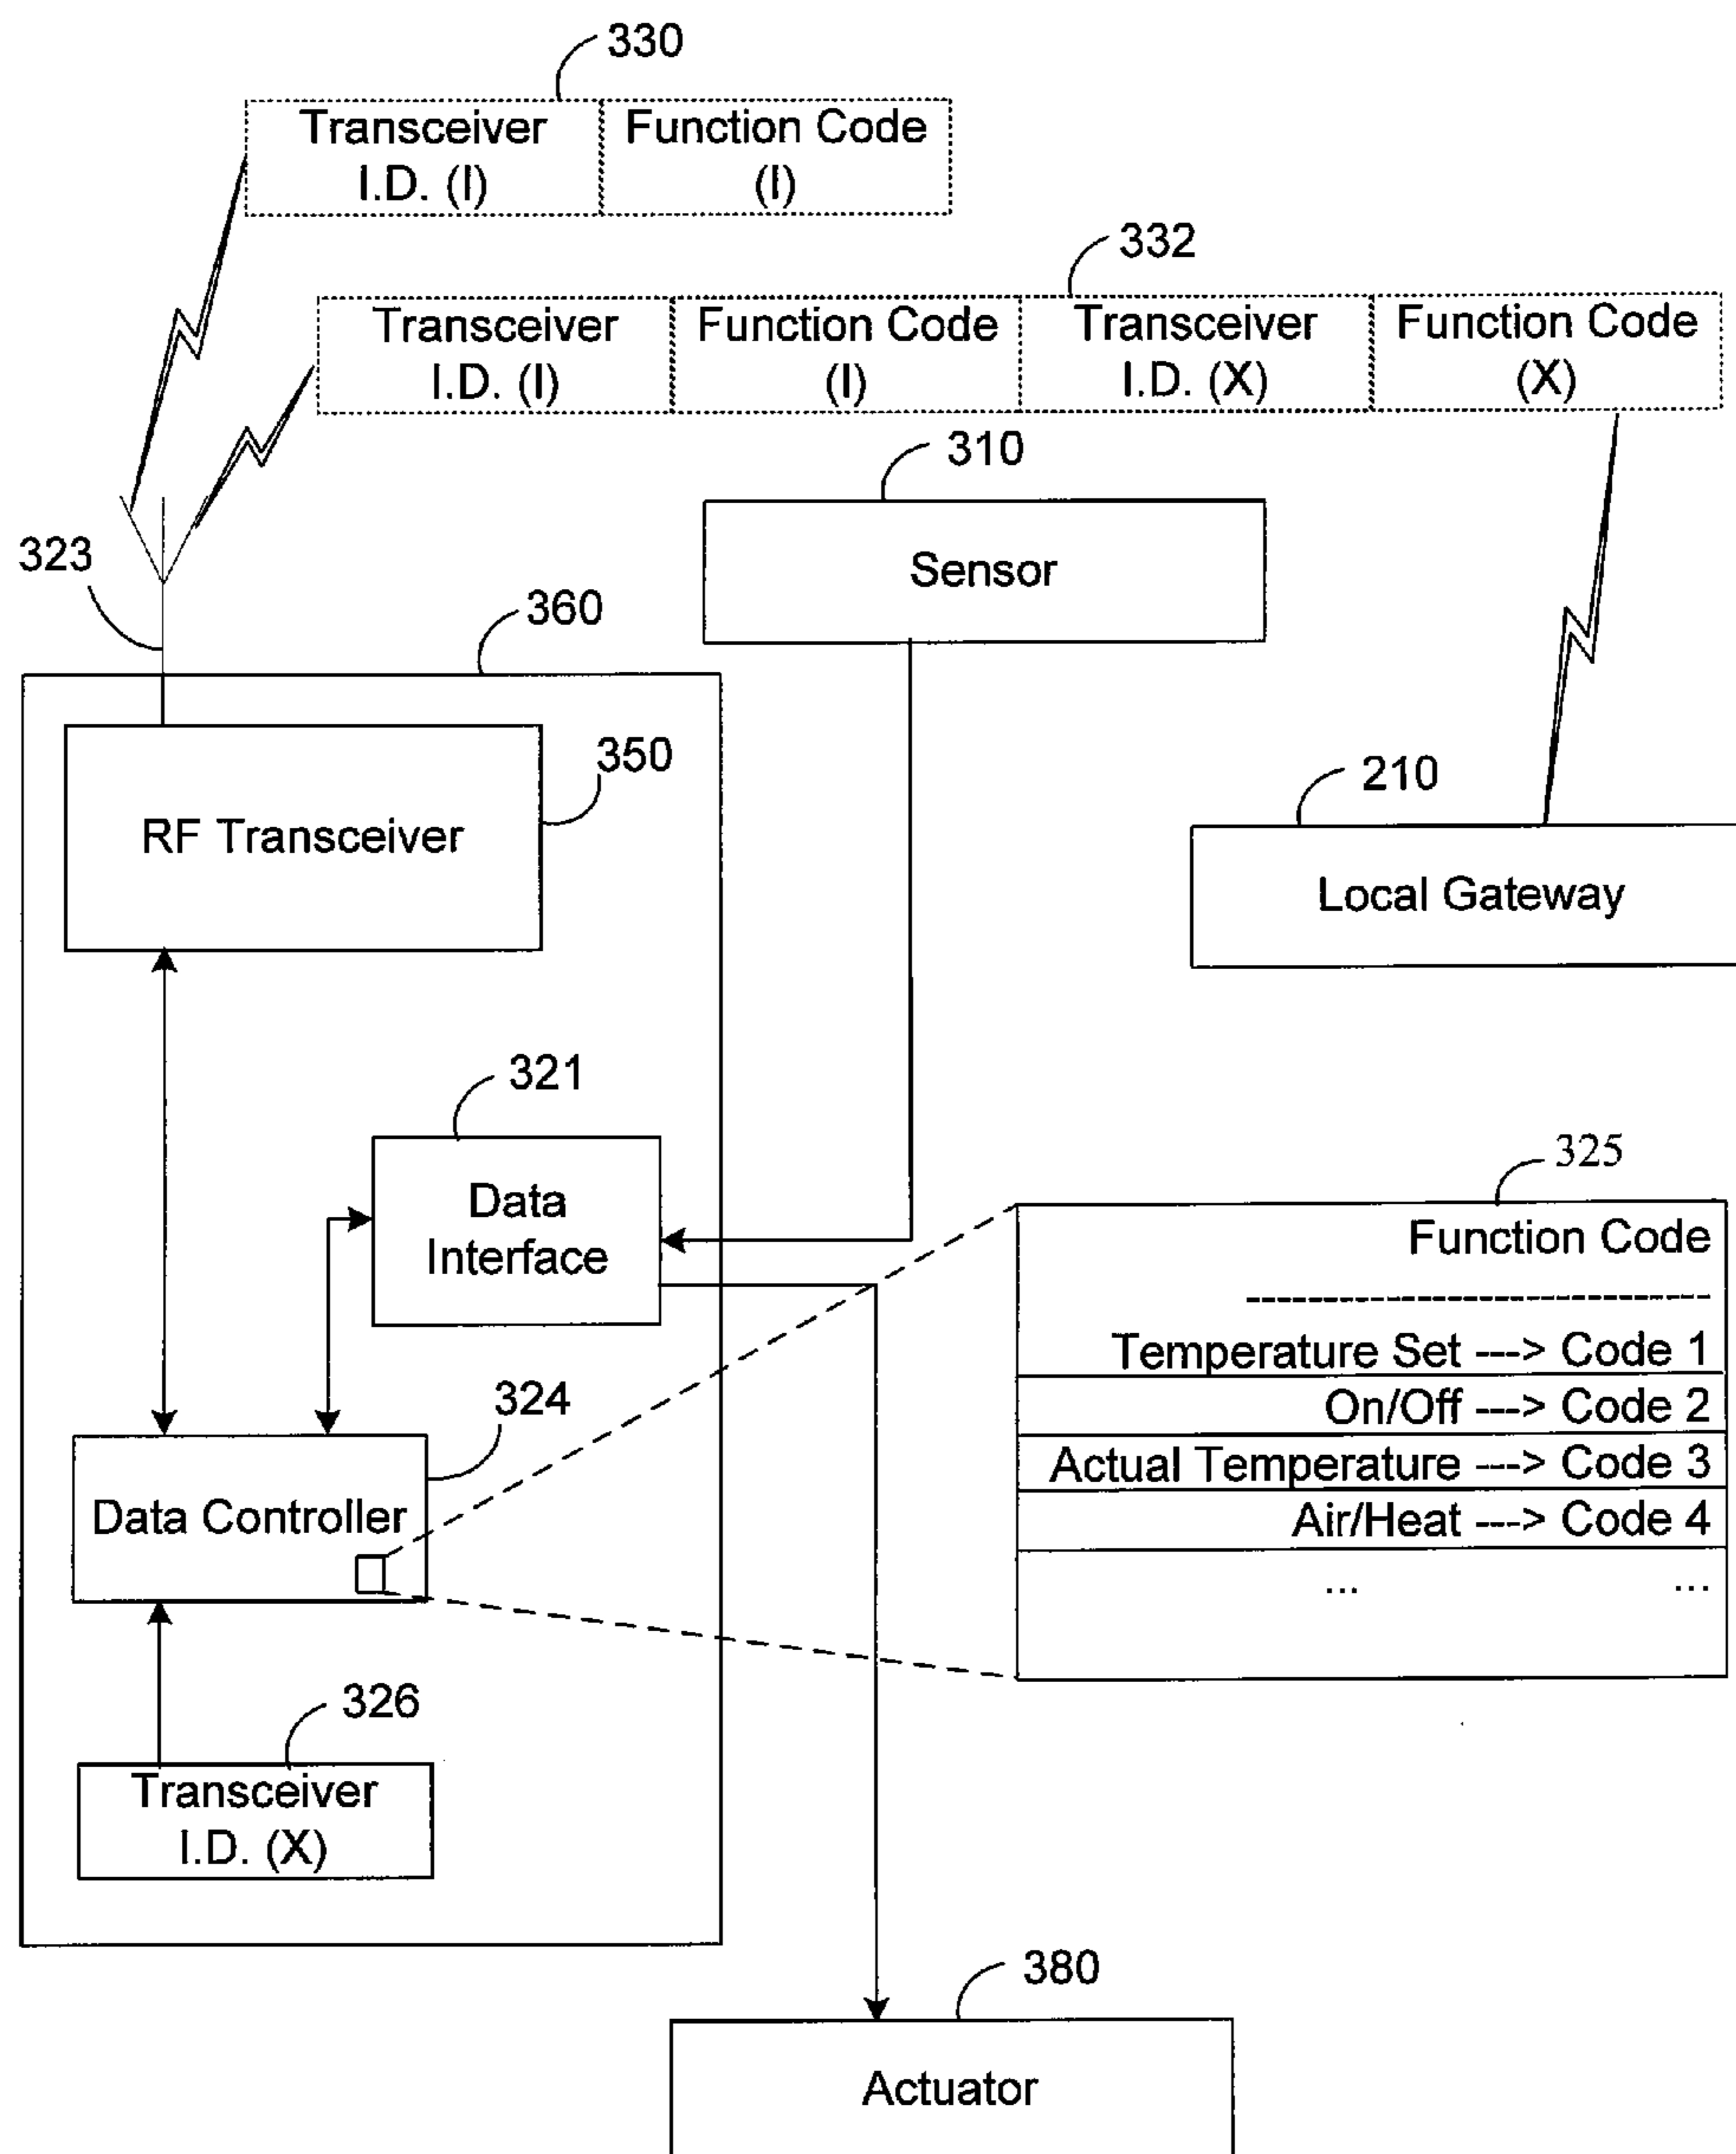 330
Transceiver I.D. (I)
Function Code (I)
332
Transceiver I.D. (I)
Function Code (I)
Transceiver I.D. (X)
Function Code (X)
310
Sensor
323
360
350
RF Transceiver
210
Local Gateway
321
Data Interface
325
Function Code
--------------------------------
Temperature Set ---> Code 1
On/Off ---> Code 2
Actual Temperature ---> Code 3
Air/Heat ---> Code 4
... ...
324
Data Controller
326
Transceiver I.D. (X)
380
Actuator